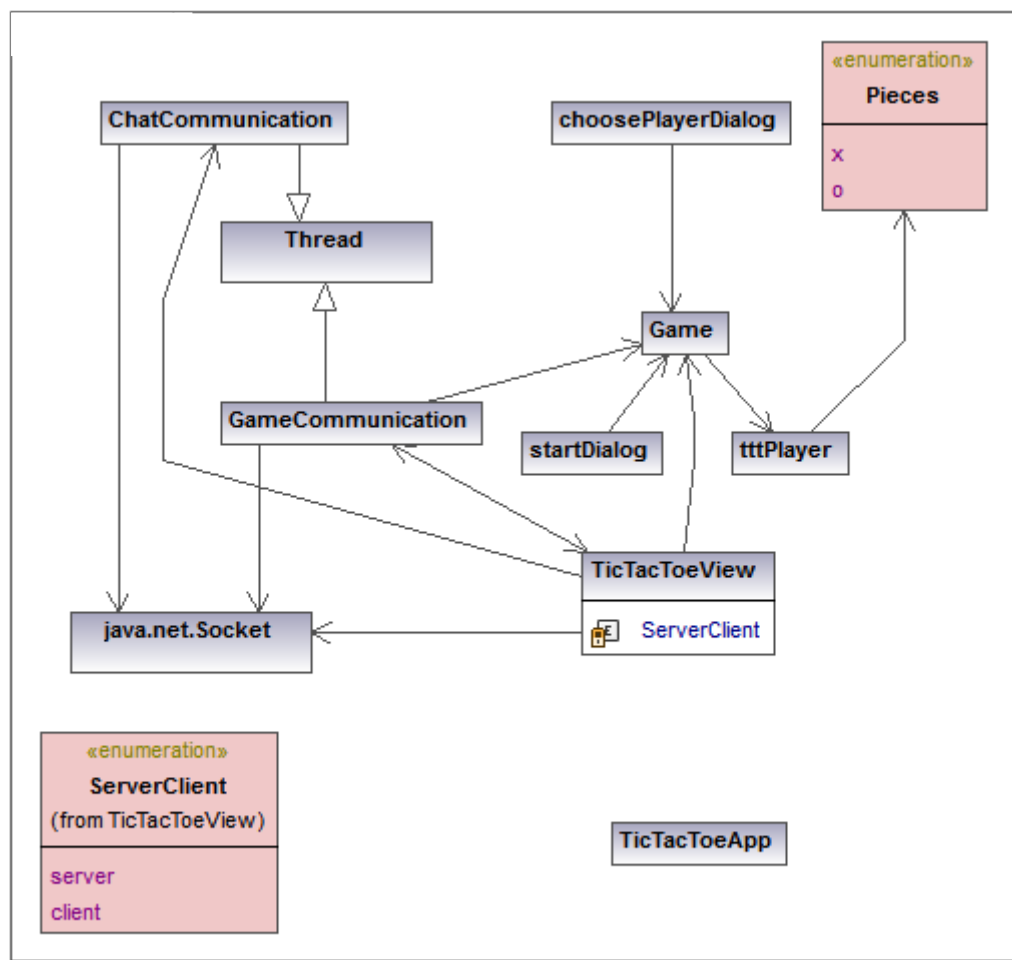 «enumeration»
Pieces
x
o
ChatCommunication
choosePlayerDialog
Thread
Game
GameCommunication
startDialog
tttPlayer
TicTacToeView
E
ServerClient
java.net.Socket
«enumeration»
ServerClient
(from TicTacToeView)
server
client
TicTacToeApp